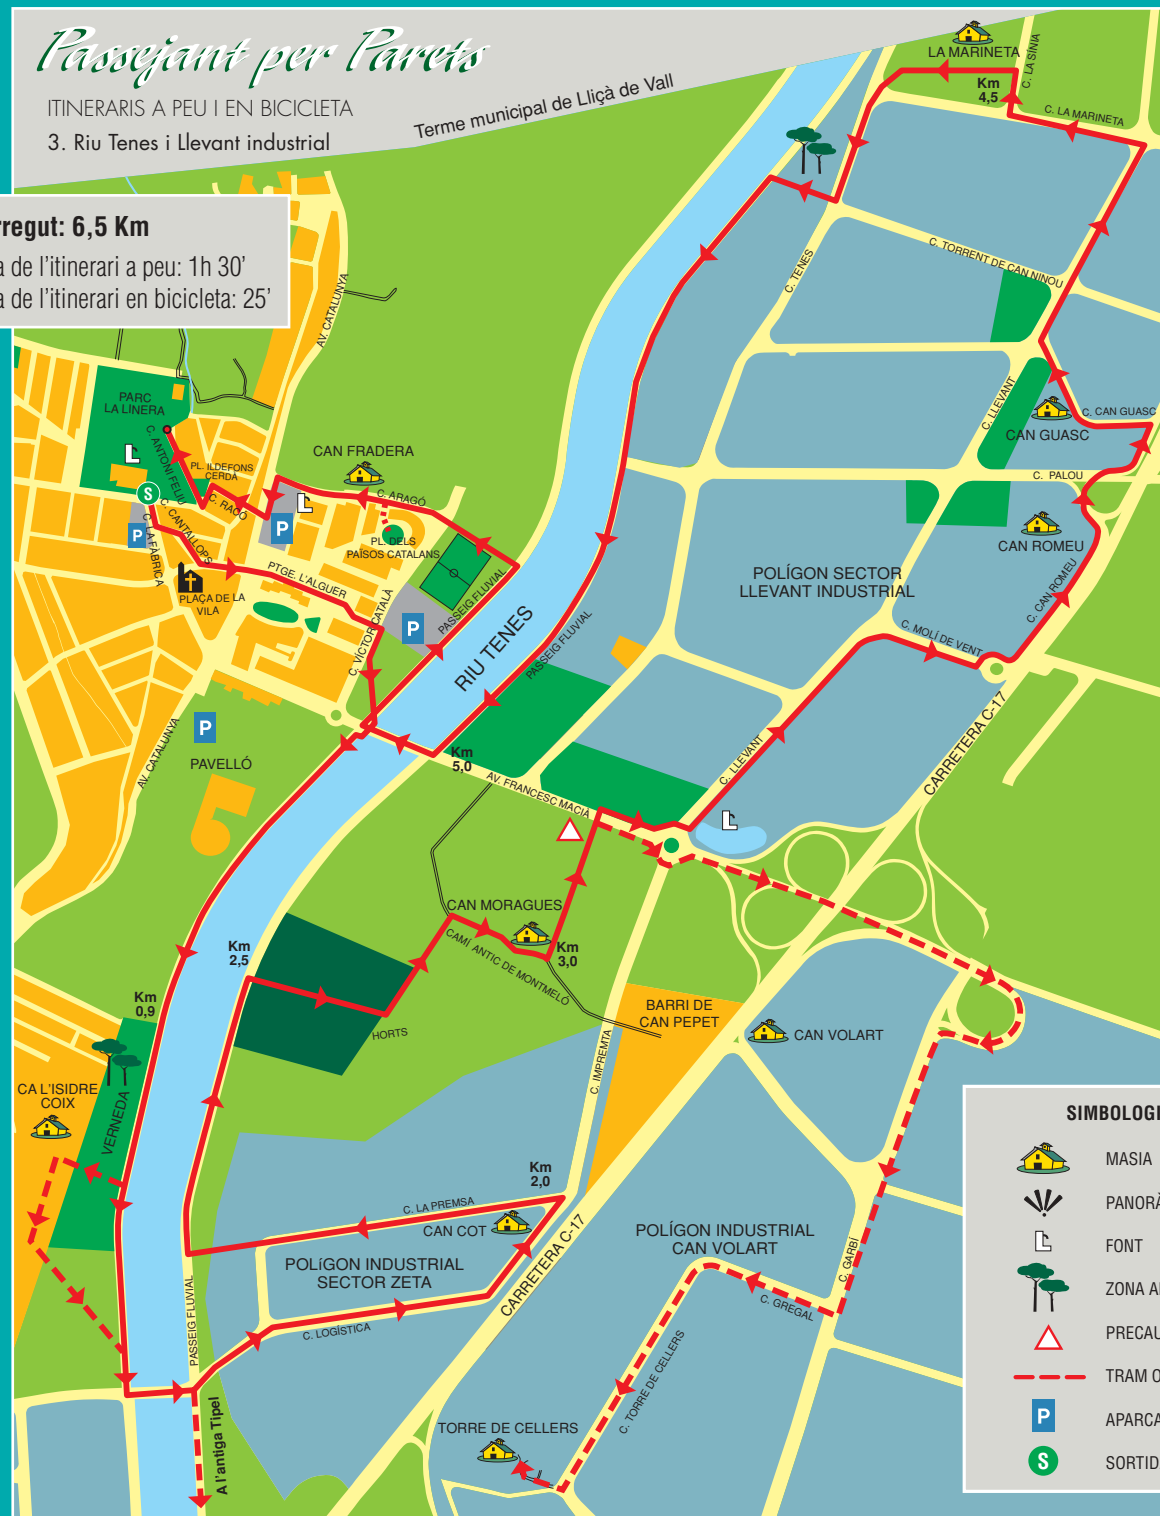 Passejant per Parets
ITINERARIS A PEU I EN BICICLETA
3. Riu Tenes i Llevant industrial
Terme municipal de Lliçà de Vall
6,5 Km
de l'itinerari a peu: 1h 30'
de l'itinerari en bicicleta: 25'
LA MARINETA
C. LA SÍNIA
Km
4,5
C. LA MARINETA
C. TORRENT DE CAN NINOU
C. TENES
AV. CATALUNYA
PARC
LA LINERA
C. ANTONI FELIU
PL. ILDEFONS
CERDÀ
C. RACÓ
CAN FRADERA
C. ARAGÓ
C. LLEVANT
C. CAN GUASC
CAN GUASC
C. PALOU
S
P
P
C. CANTALLOPS
C. LA FÀBRICA
PL. DELS
PAÏSOS CATALANS
CAN ROMEU
PTGE. L'ALGUER
PLAÇA DE LA
VILA
C. VÍCTOR CATALÀ
P
PASSEIG FLUVIAL
RIU TENES
PASSEIG FLUVIAL
POLÍGON SECTOR
LLEVANT INDUSTRIAL
C. CAN ROMEU
C. MOLÍ DE VENT
P
PAVELLÓ
AV. CATALUNYA
Km
5,0
AV. FRANCESC MACIÀ
C. LLEVANT
CARRETERA C-17
CAN MORAGUES
CAMÍ ANTIC DE MONTMELÓ
Km
3,0
Km
2,5
Km
0,9
HORTS
BARRI DE
CAN PEPET
CAN VOLART
C. IMPREMTA
CA L'ISIDRE
COIX
VERNEDA
Km
2,0
C. LA PREMSA
CAN COT
POLíGON INDUSTRIAL
SECTOR ZETA
C. LOGÍSTICA
PASSEIG FLUVIAL
CARRETERA C-17
POLÍGON INDUSTRIAL
CAN VOLART
C. GARBÍ
C. GREGAL
C. TORRE DE CELLERS
TORRE DE CELLERS
A l'antiga Tipel
MASIA
FONT
P
S